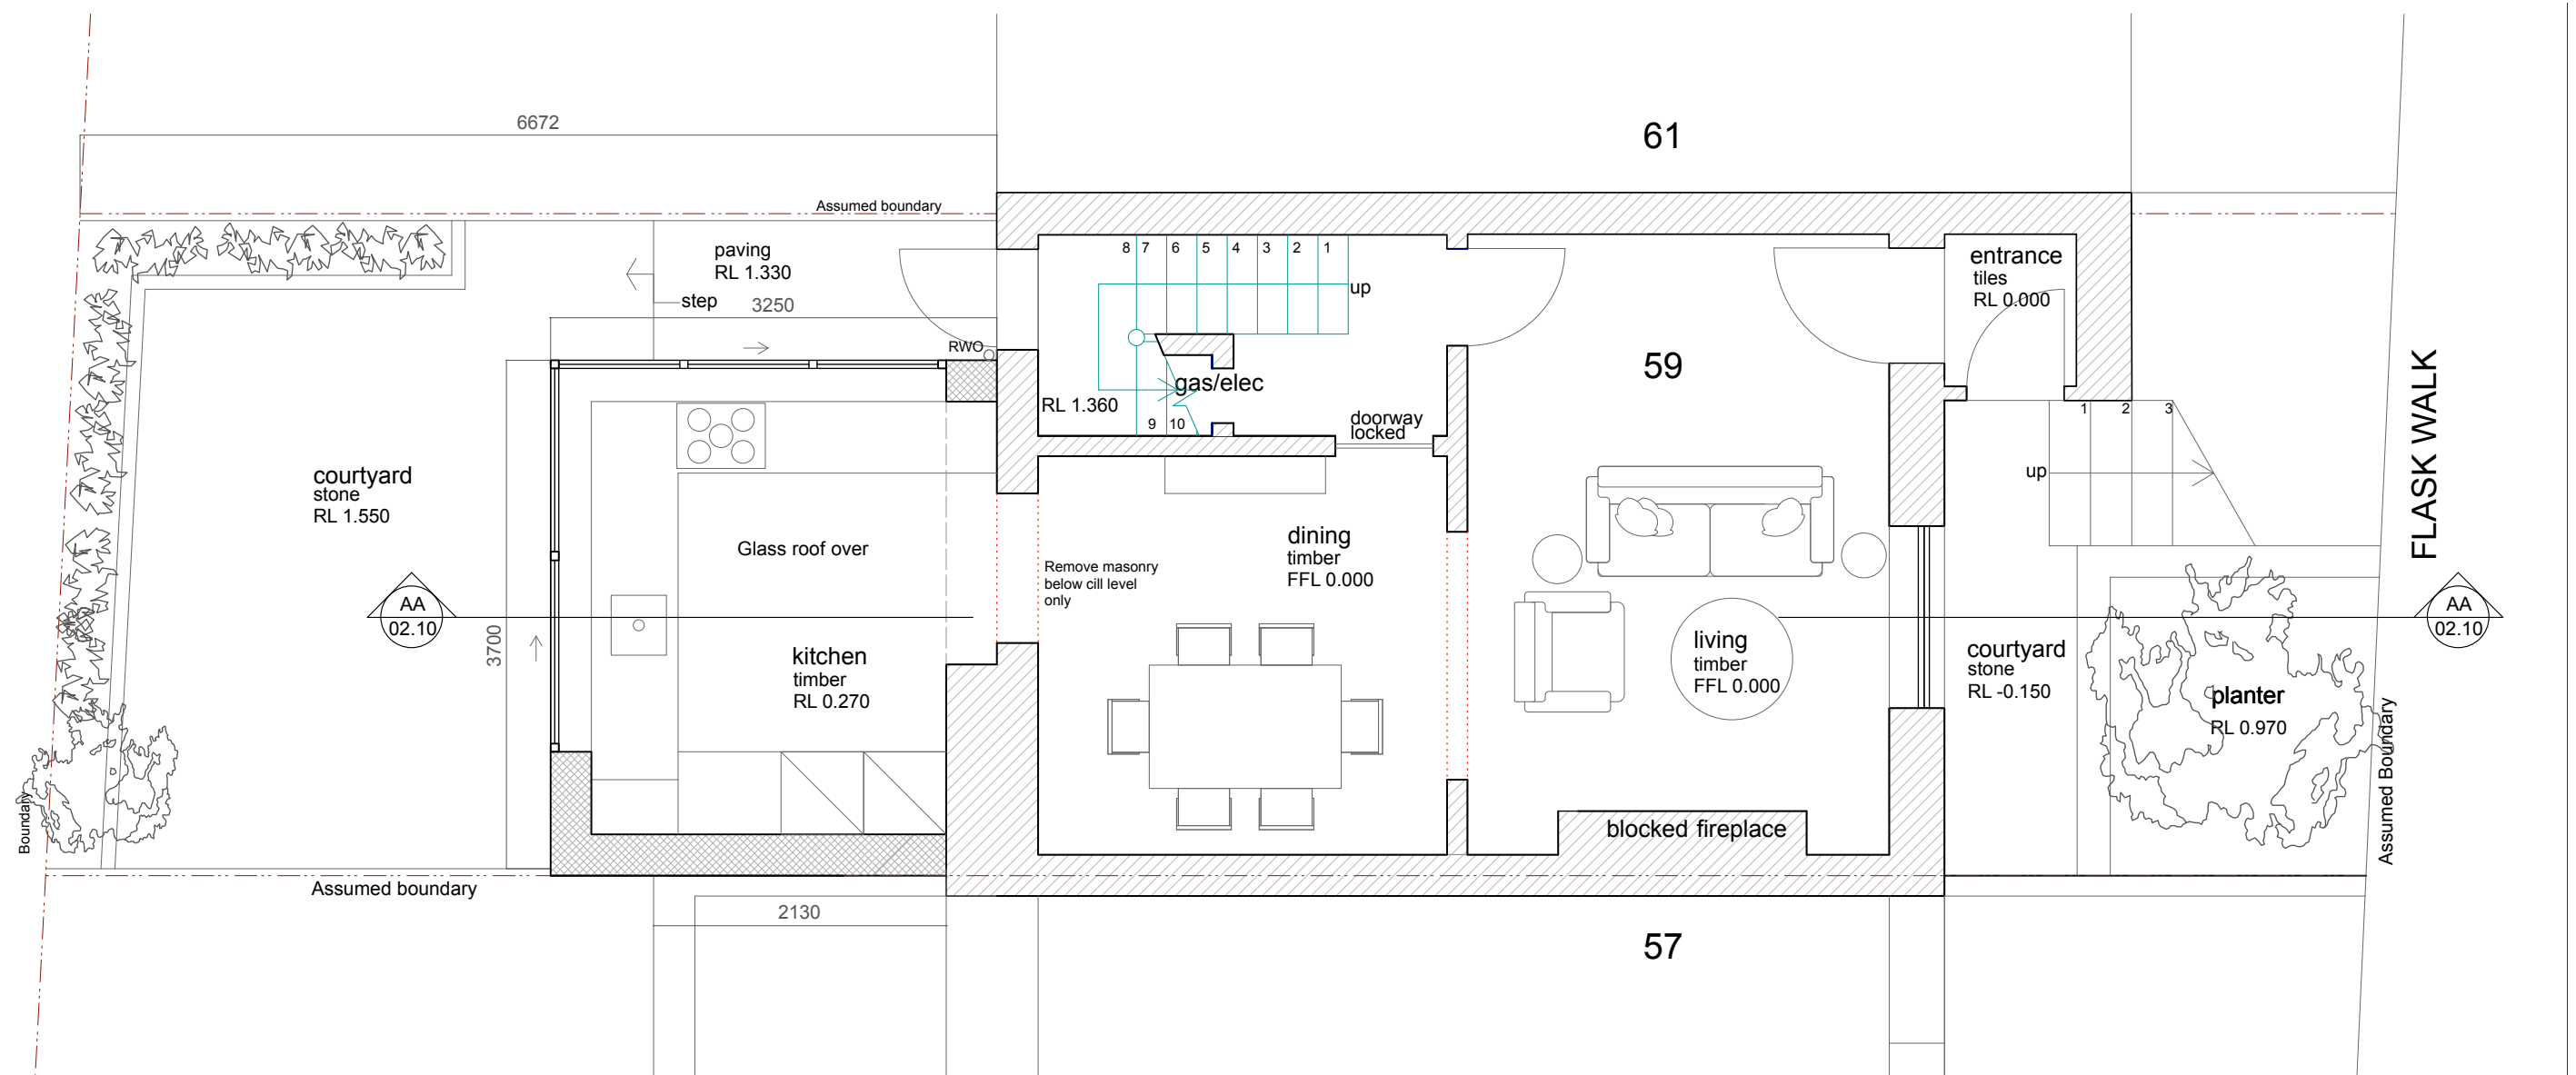 6672
61
Assumed boundary
paving
RL 1.330
step
3250
RWO
8 7 6 5 4 3 2 1
up
gas/elec
RL 1.360
9 10
doorway
locked
59
entrance
tiles
RL 0.000
1 2 3
up
FLASK WALK
courtyard
stone
RL 1.550
Glass roof over
dining
timber
FFL 0.000
Remove masonry
below cill level
only
AA
02.10
AA
02.10
3700
kitchen
timber
RL 0.270
living
timber
FFL 0.000
courtyard
stone
RL -0.150
planter
RL 0.970
Assumed Boundary
Boundary
blocked fireplace
Assumed boundary
2130
57